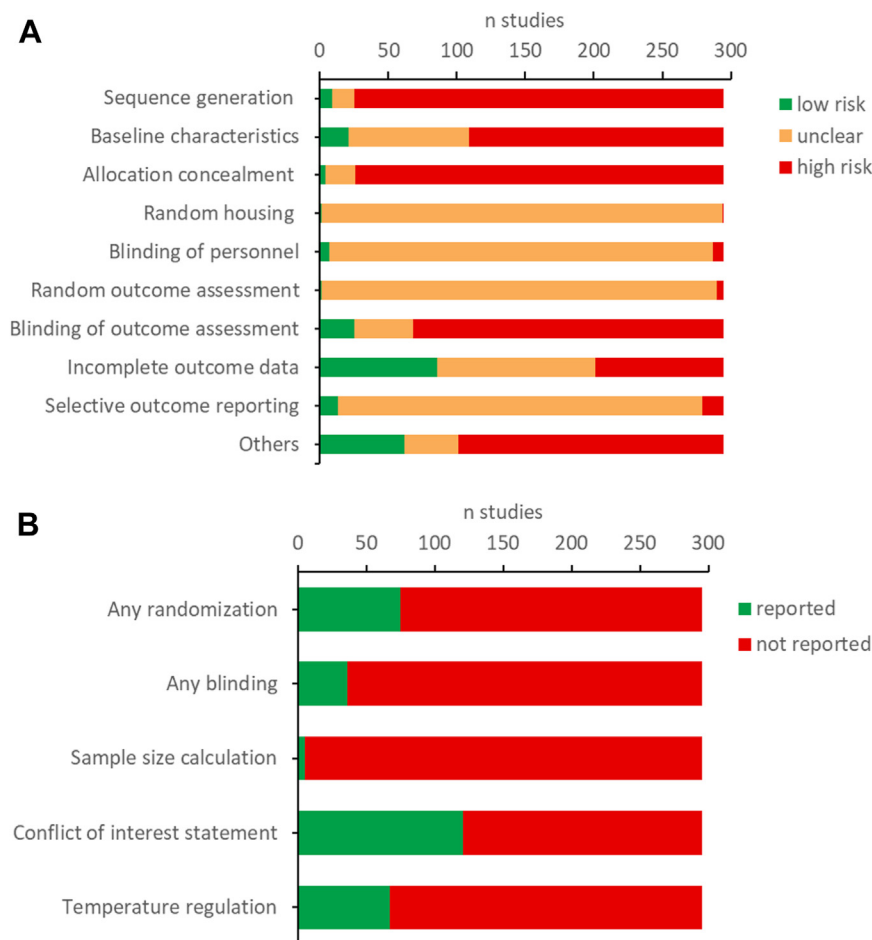 A
n studies
0 50 100 150 200 250 300
Sequence generation
Baseline characteristics
Allocation concealment
Random housing
Blinding of personnel
Random outcome assessment
Blinding of outcome assessment
Incomplete outcome data
Selective outcome reporting
Others
low risk
unclear
high risk
B
n studies
0 50 100 150 200 250 300
Any randomization
Any blinding
Sample size calculation
Conflict of interest statement
Temperature regulation
reported
not reported